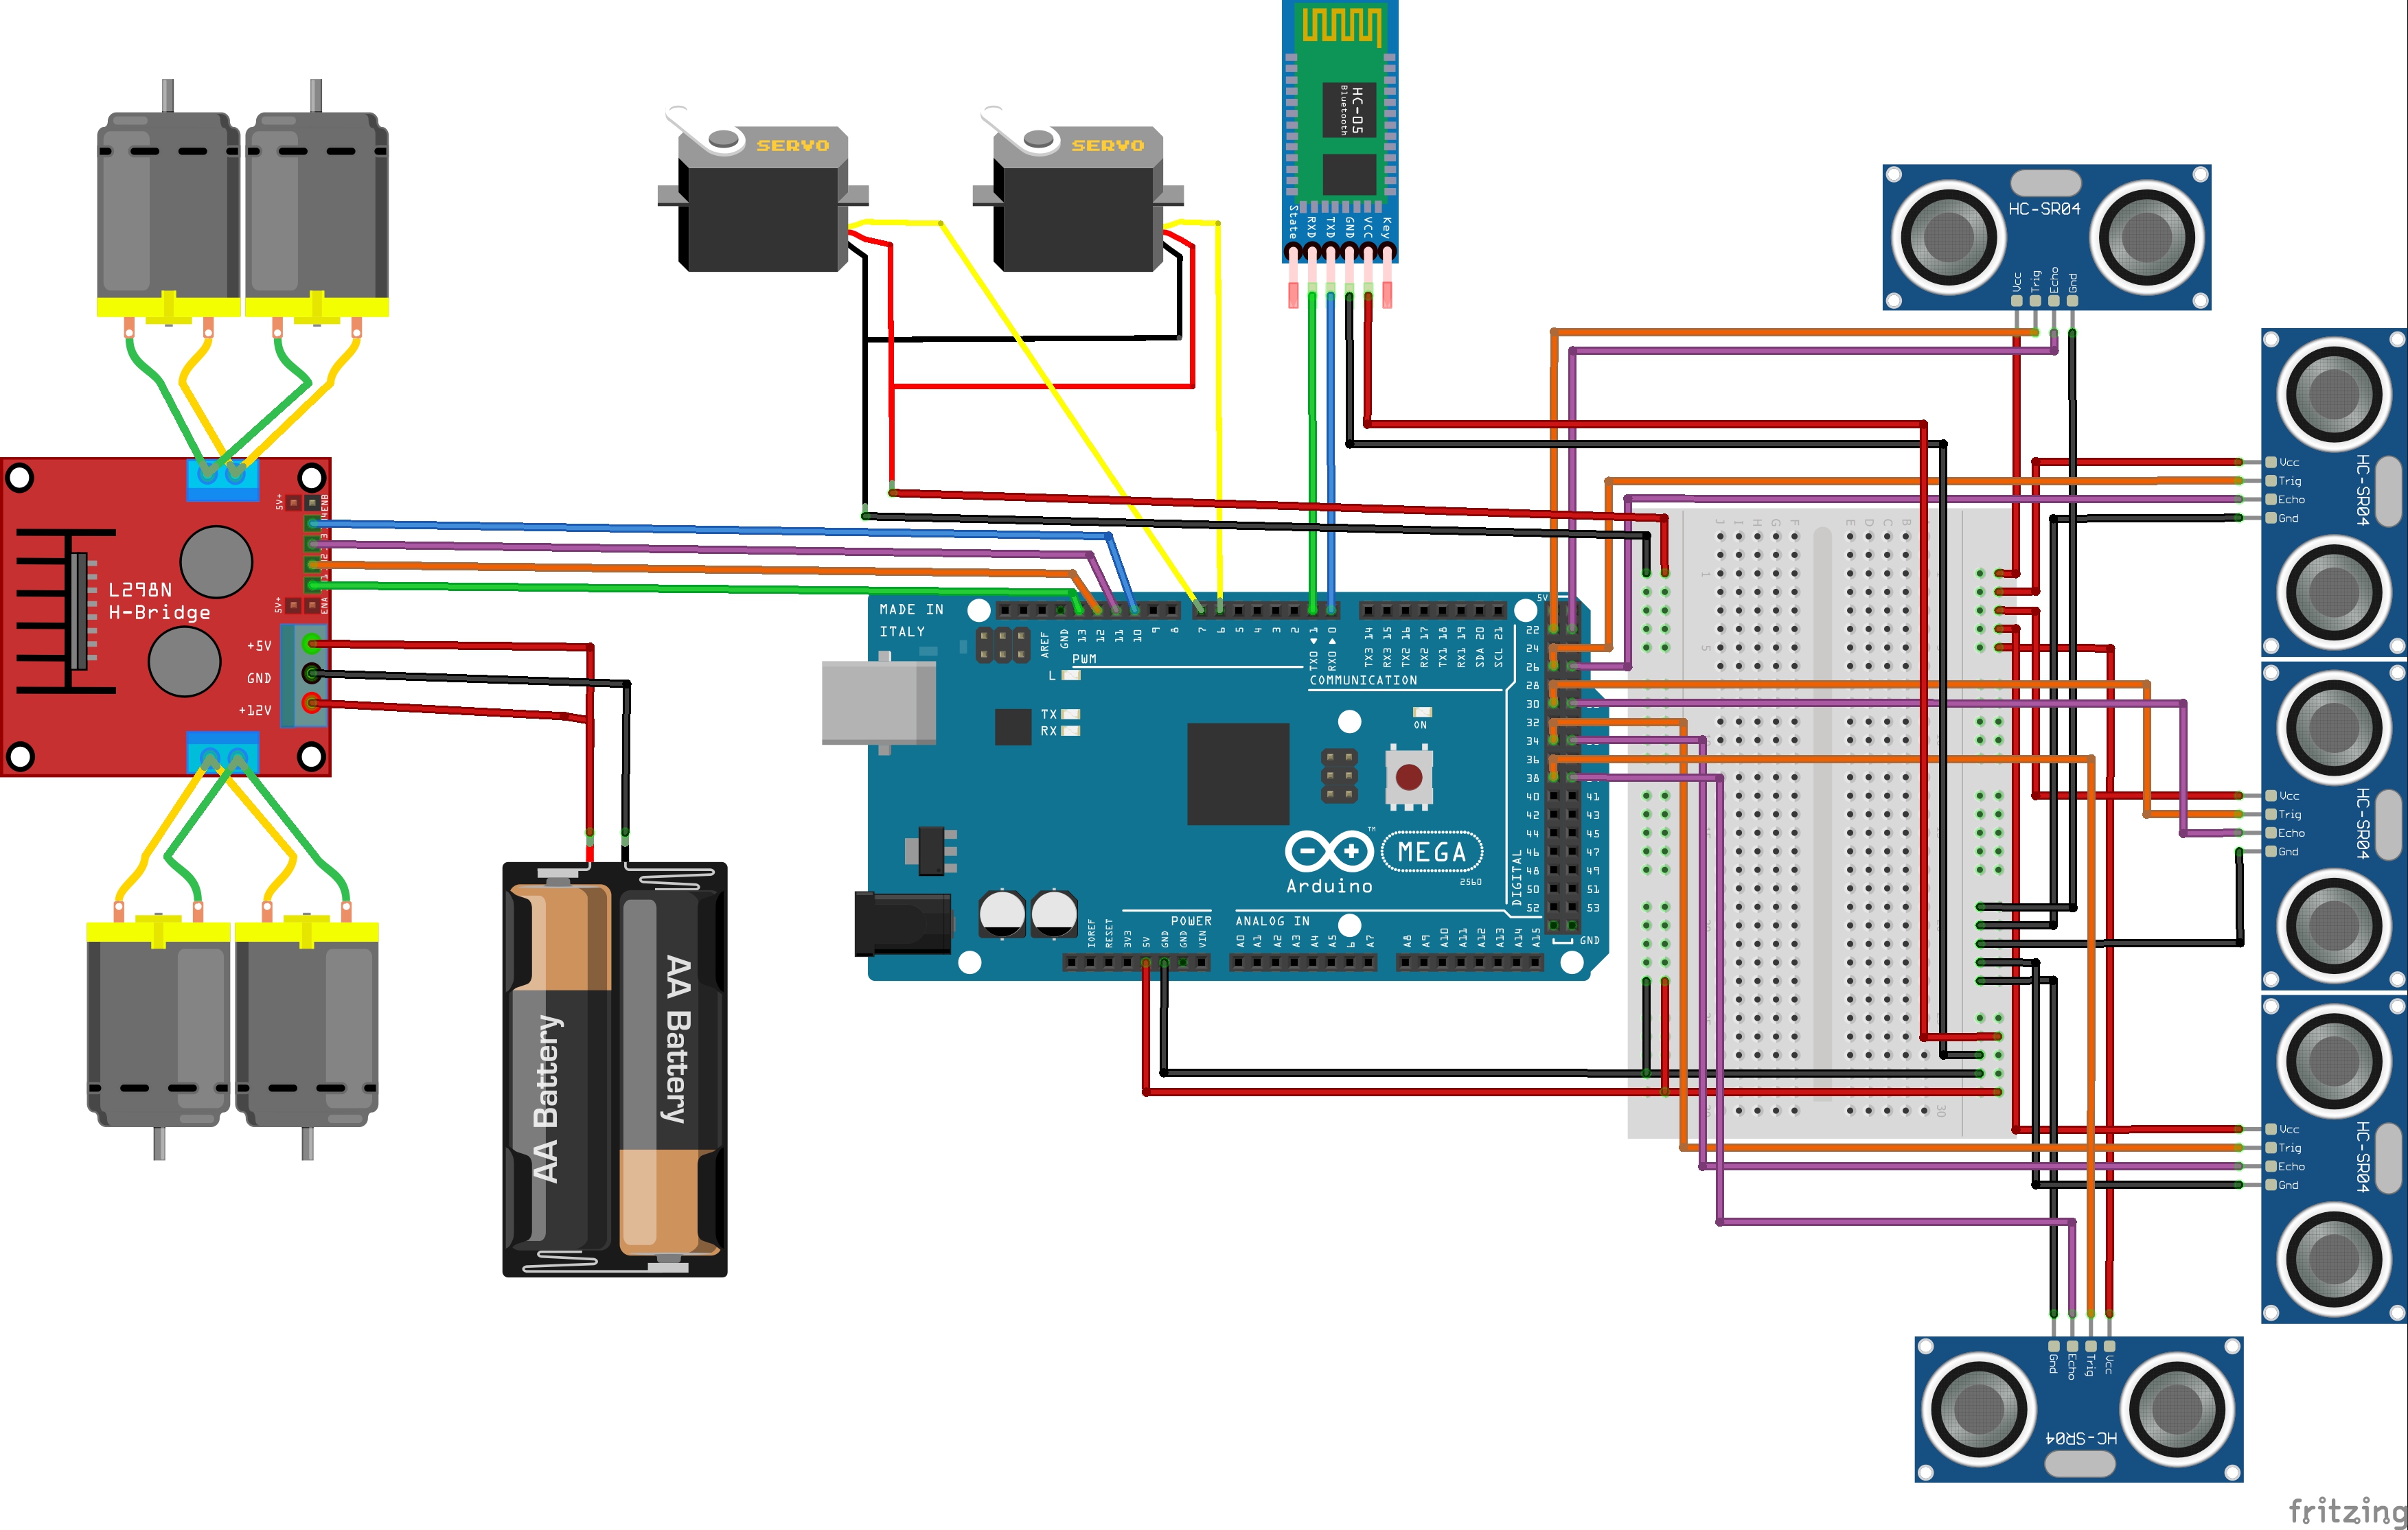 SERVO
SERVO
HC-05
Bluetooth
State
RXD
TXD
GND
VCC
Key
HC-SR04
Vcc
Trig
Echo
Gnd
HC-SR04
Vcc
Trig
Echo
Gnd
HC-SR04
Vcc
Trig
Echo
Gnd
HC-SR04
Vcc
Trig
Echo
Gnd
HC-SR04
Gnd
Echo
Trig
Vcc
L298N
H-Bridge
5V+
ENB
5V+
ENA
+5V
GND
+12V
AA Battery
AA Battery
MADE IN
ITALY
AREF
GND
13
12
11
10
9
8
7
6
5
4
3
2
TX0 1
RX0 0
TX3 14
RX3 15
TX2 16
RX2 17
TX1 18
RX1 19
SDA 20
SCL 21
PWM
COMMUNICATION
L
TX
RX
ON
5V
22
24
26
28
30
32
34
36
38
40 41
42 43
44 45
46 47
48 49
50 51
52 53
GND
DIGITAL
MEGA
2560
TM
Arduino
POWER
ANALOG IN
IOREF
RESET
3V3
5V
GND
GND
VIN
A0
A1
A2
A3
A4
A5
6
A7
A8
A9
A10
A11
A12
A13
A14
A15
J I H G F E D C B
1
5
30
fritzing